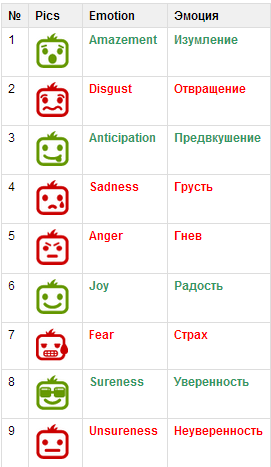 № Pics Emotion Эмоция
1 Amazement Изумление
2 Disgust Отвращение
3 Anticipation Предвкушение
4 Sadness Грусть
5 Anger Гнев
6 Joy Радость
7 Fear Страх
8 Sureness Уверенность
9 Unsureness Неуверенность